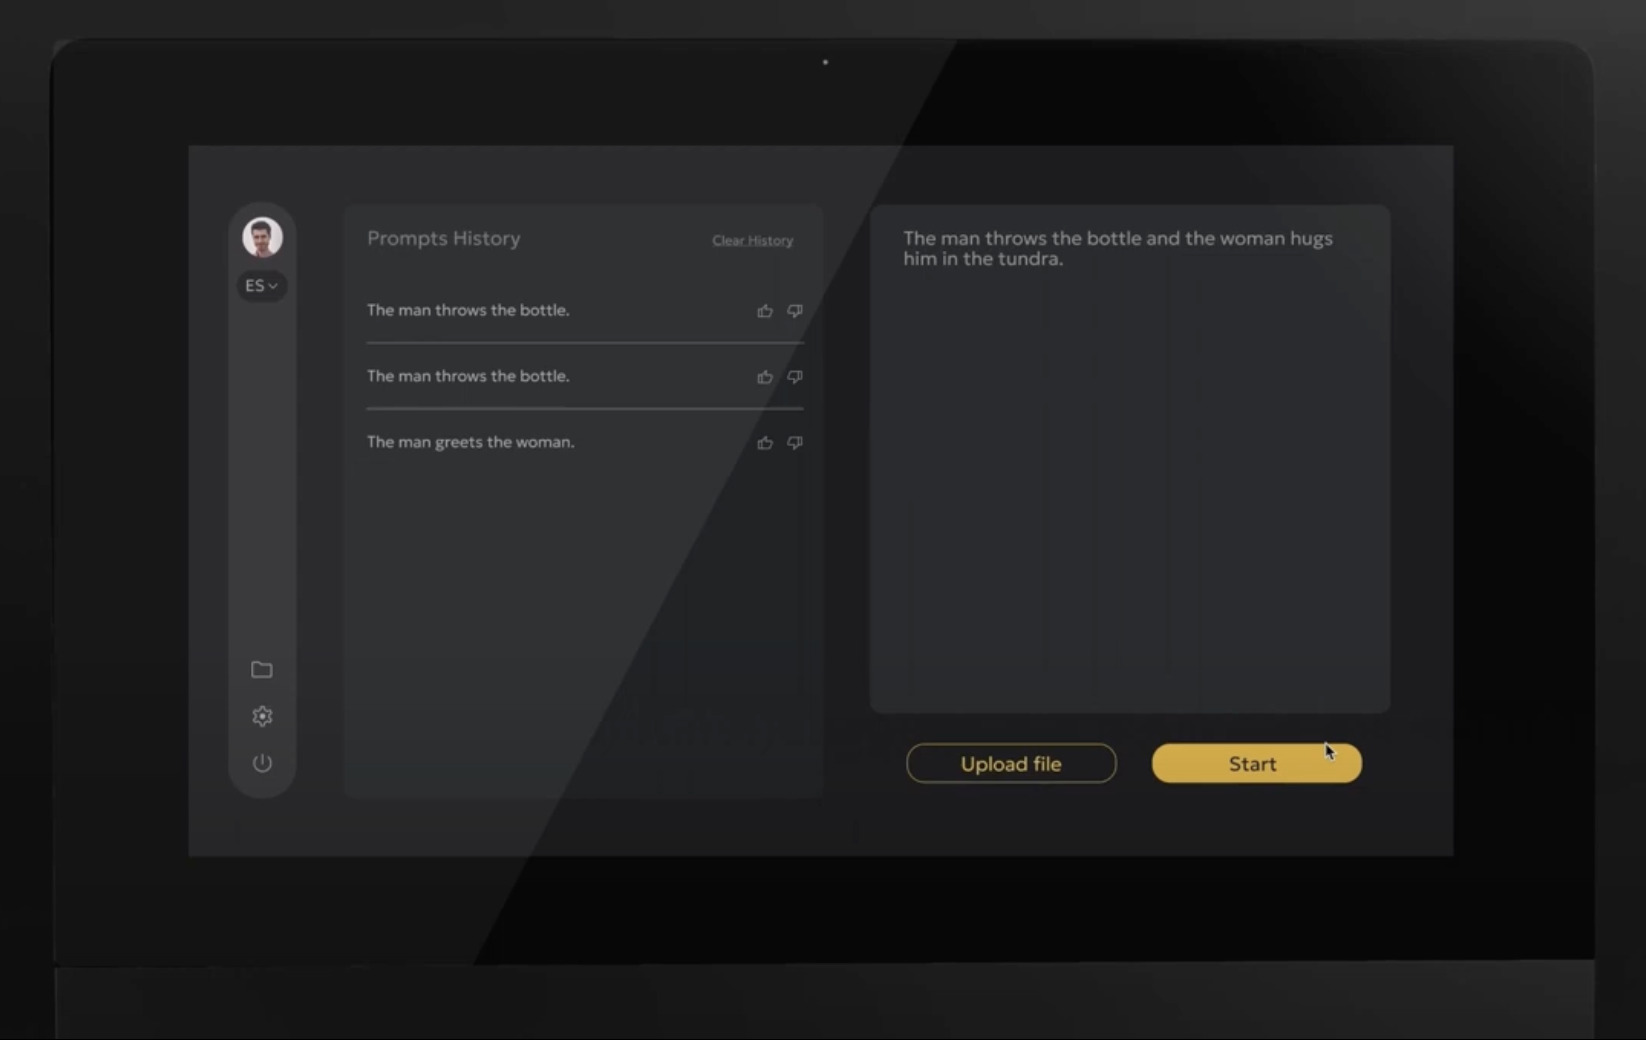 ES
Prompts History
Clear History
The man throws the bottle.
The man throws the bottle.
The man greets the woman.
The man throws the bottle and the woman hugs
him in the tundra.
Upload file
Start